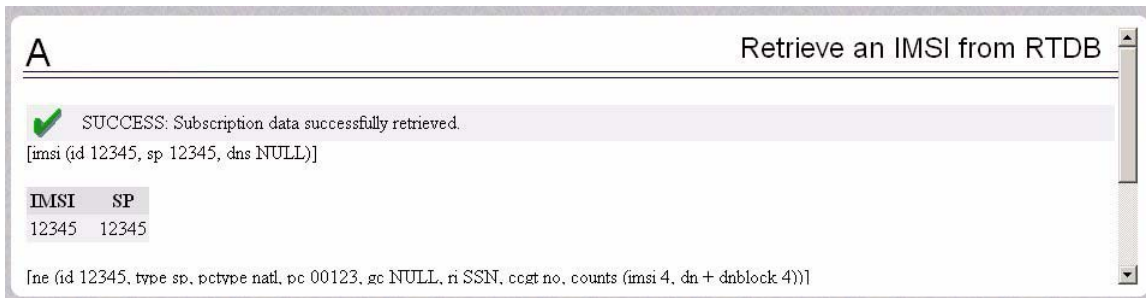 A
Retrieve an IMSI from RTDB
SUCCESS: Subscription data successfully retrieved.
[imsi (id 12345, sp 12345, dns NULL)]
IMSI SP
12345 12345
[ne (id 12345, type sp, pctype natl, pc 00123, gc NULL, ri SSN, ccgt no, counts (imsi 4, dn + dnblock 4))]